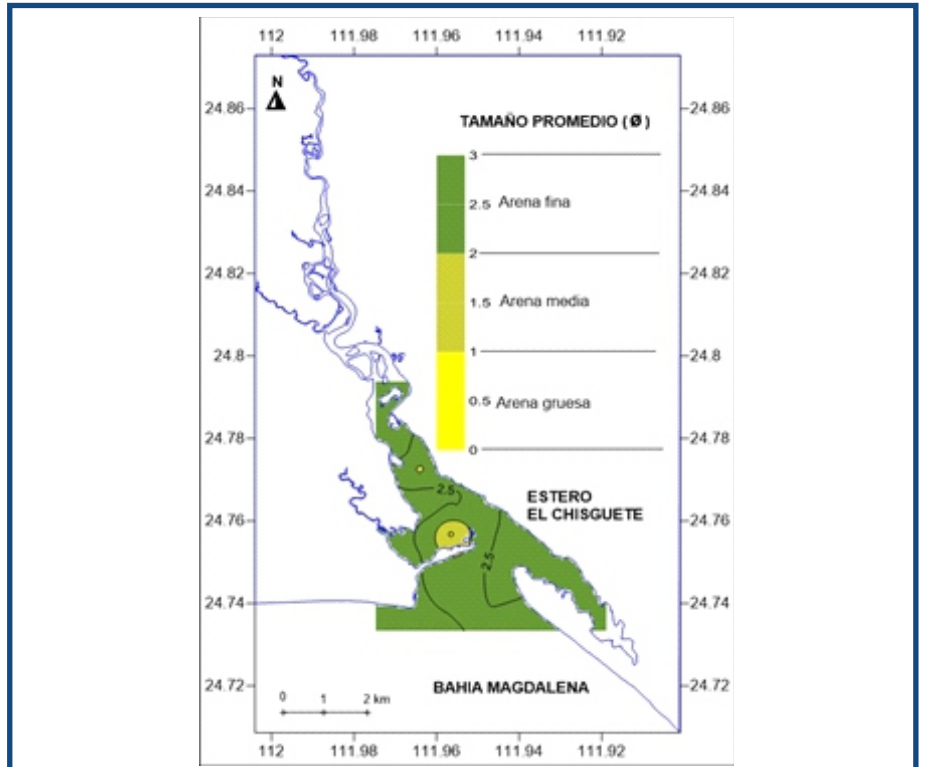 112 111.98 111.96 111.94 111.92
N
24.86 24.86
TAMAÑO PROMEDIO (Ø)
3
24.84 24.84
2.5 Arena fina
2
24.82 24.82
1.5 Arena media
24.8 1 24.8
0.5 Arena gruesa
24.78 24.78
0
2.5
ESTERO
EL CHISGUETE
24.76 24.76
2.5
24.74 24.74
24.72 BAHIA MAGDALENA 24.72
0 1 2 km
112 111.98 111.96 111.94 111.92